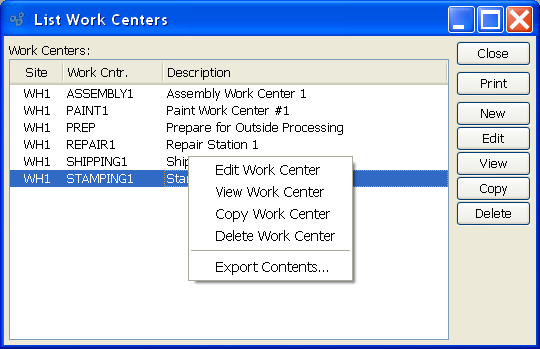 List Work Centers
Work Centers:
Site Work Cntr. Description
WH1 ASSEMBLY1 Assembly Work Center 1
WH1 PAINT1 Paint Work Center #1
WH1 PREP Prepare for Outside Processing
WH1 REPAIR1 Repair Station 1
WH1 SHIPPING1
WH1 STAMPING1
Edit Work Center
View Work Center
Copy Work Center
Delete Work Center
Export Contents...
Close
Print
New
Edit
View
Copy
Delete